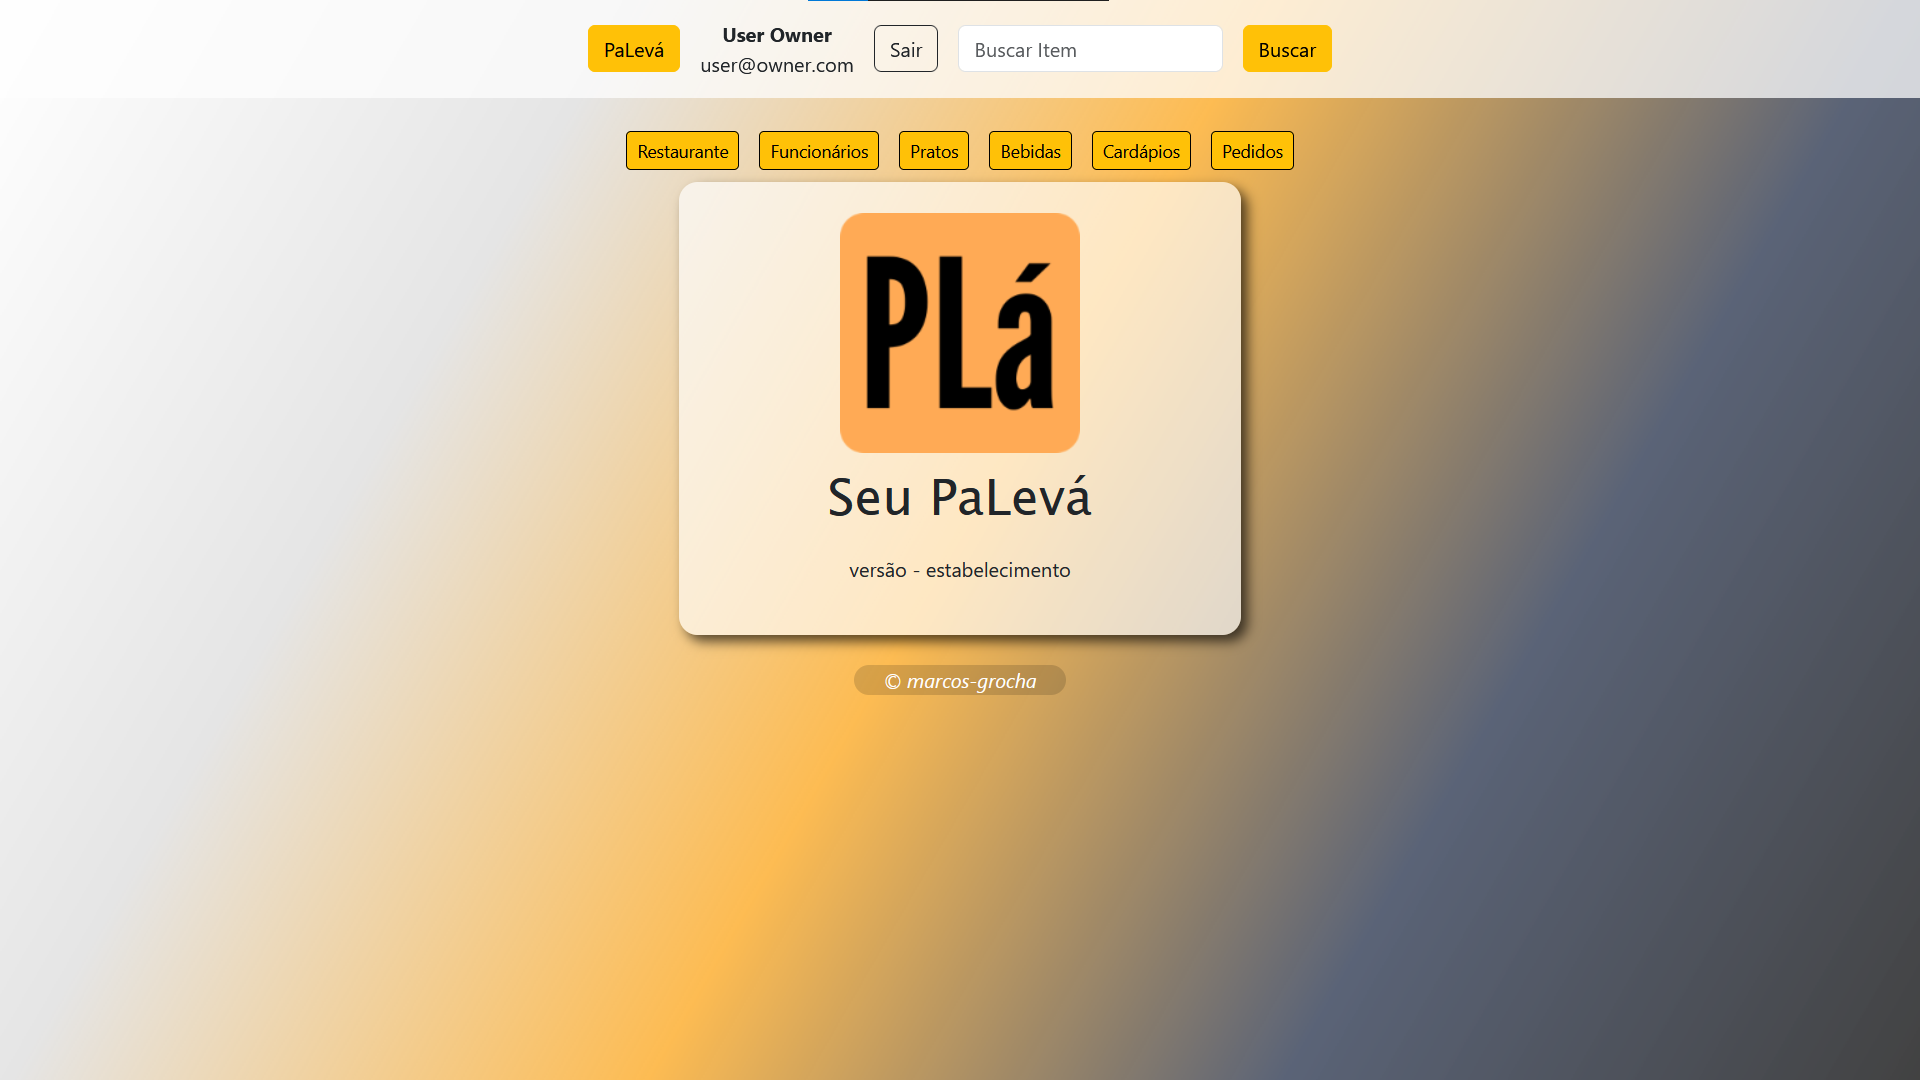 PaLevá
User Owner
user@owner.com
Sair
Buscar Item
Buscar
Restaurante
Funcionários
Pratos
Bebidas
Cardápios
Pedidos
PLá
Seu PaLevá
versão - estabelecimento
© marcos-grocha